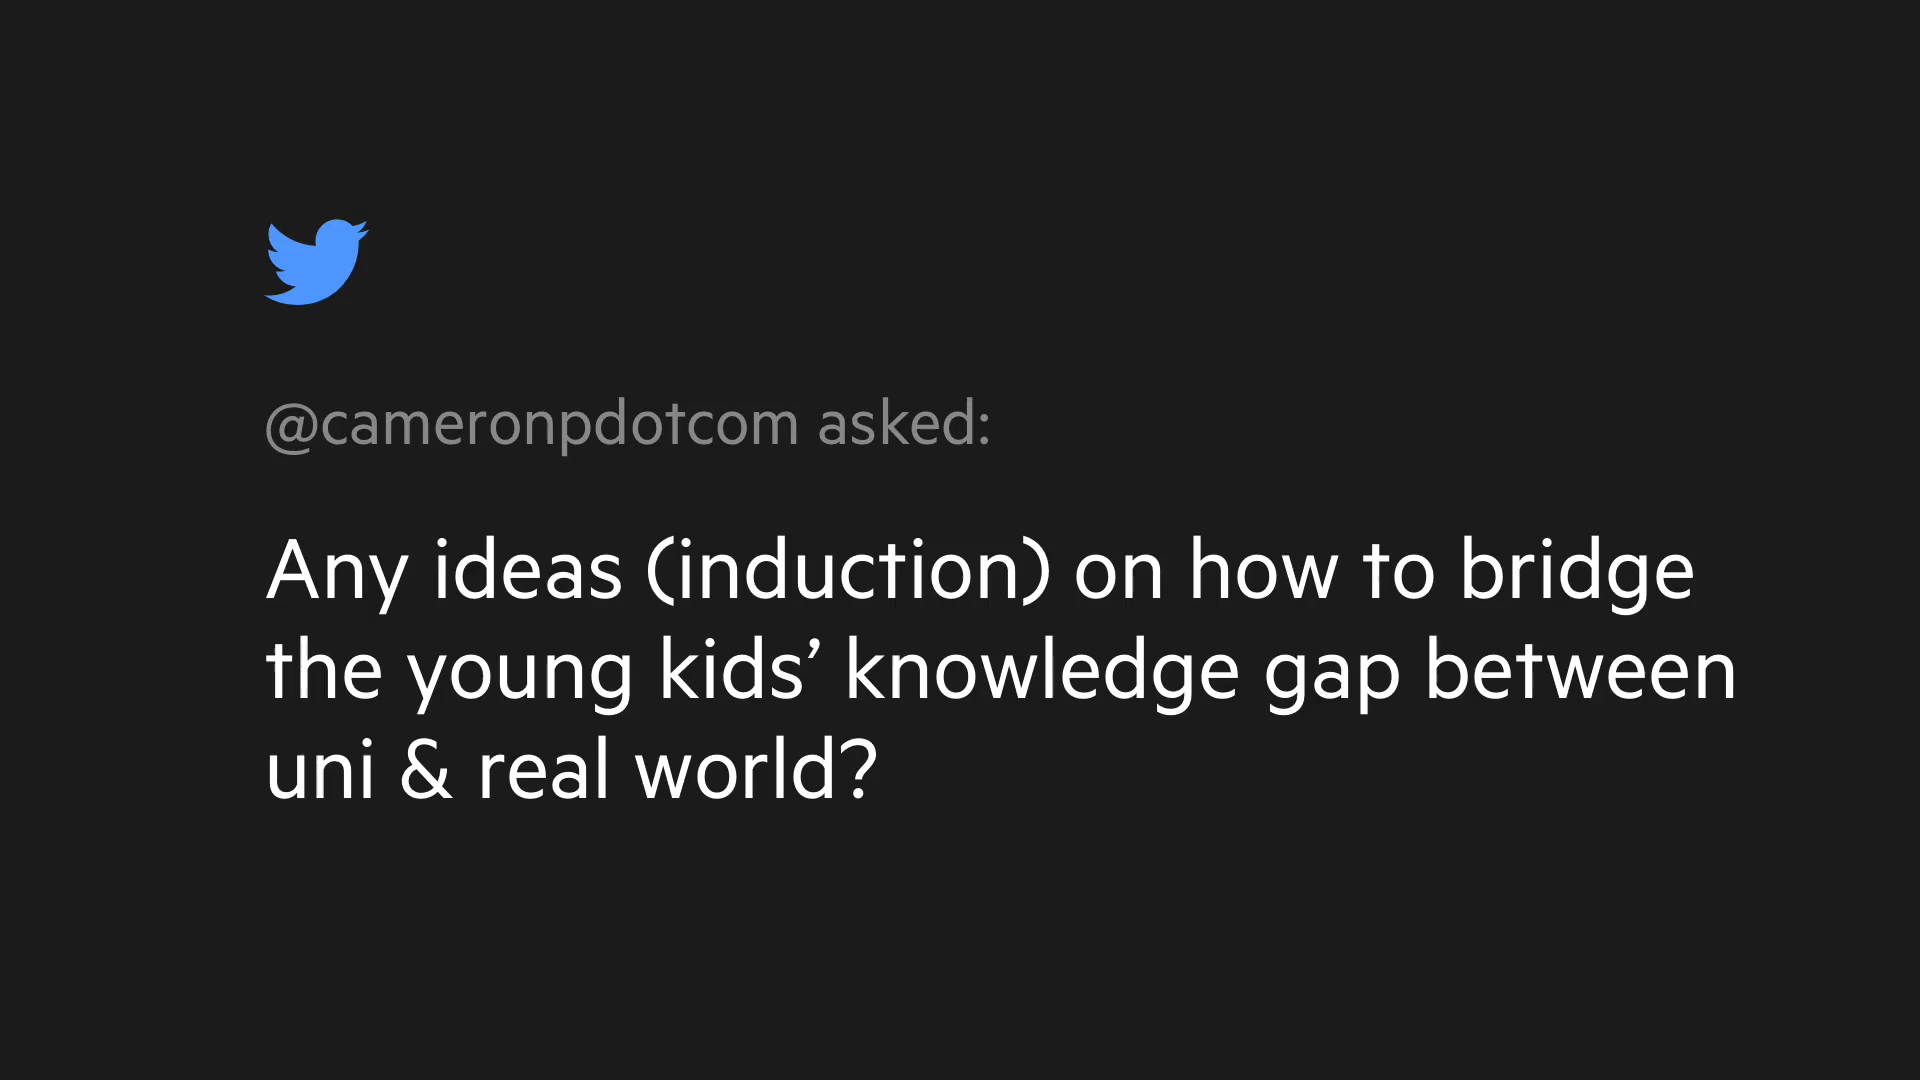 @cameronpdotcom asked:
Any ideas (induction) on how to bridge
the young kids’ knowledge gap between
uni & real world?